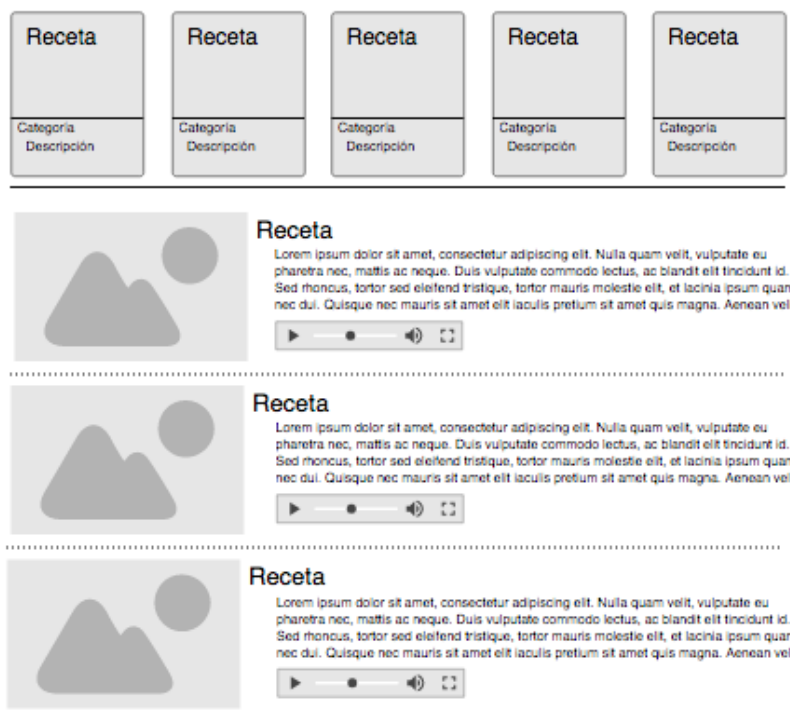 Receta Receta Receta Receta Receta
Categoría Categoría Categoría Categoría Categoría
Descripción Descripción Descripción Descripción Descripción
Receta
Lorem ipsum dolor sit amet, consectetur adipiscing elit. Nulla quam velit, vulputate eu
pharetra nec, mattis ac neque. Duis vulputate commodo lectus, ac blandit elit tincidunt id.
Sed rhoncus, tortor sed eleifend tristique, tortor mauris molestie elit, et lacinia ipsum quam
nec dui. Quisque nec mauris sit amet elit iaculis pretium sit amet quis magna. Aenean vel
Receta
Lorem ipsum dolor sit amet, consectetur adipiscing elit. Nulla quam velit, vulputate eu
pharetra nec, mattis ac neque. Duis vulputate commodo lectus, ac blandit elit tincidunt id.
Sed rhoncus, tortor sed eleifend tristique, tortor mauris molestie elit, et lacinia ipsum quam
nec dui. Quisque nec mauris sit amet elit iaculis pretium sit amet quis magna. Aenean vel
Receta
Lorem ipsum dolor sit amet, consectetur adipiscing elit. Nulla quam velit, vulputate eu
pharetra nec, mattis ac neque. Duis vulputate commodo lectus, ac blandit elit tincidunt id.
Sed rhoncus, tortor sed eleifend tristique, tortor mauris molestie elit, et lacinia ipsum quam
nec dui. Quisque nec mauris sit amet elit iaculis pretium sit amet quis magna. Aenean vel